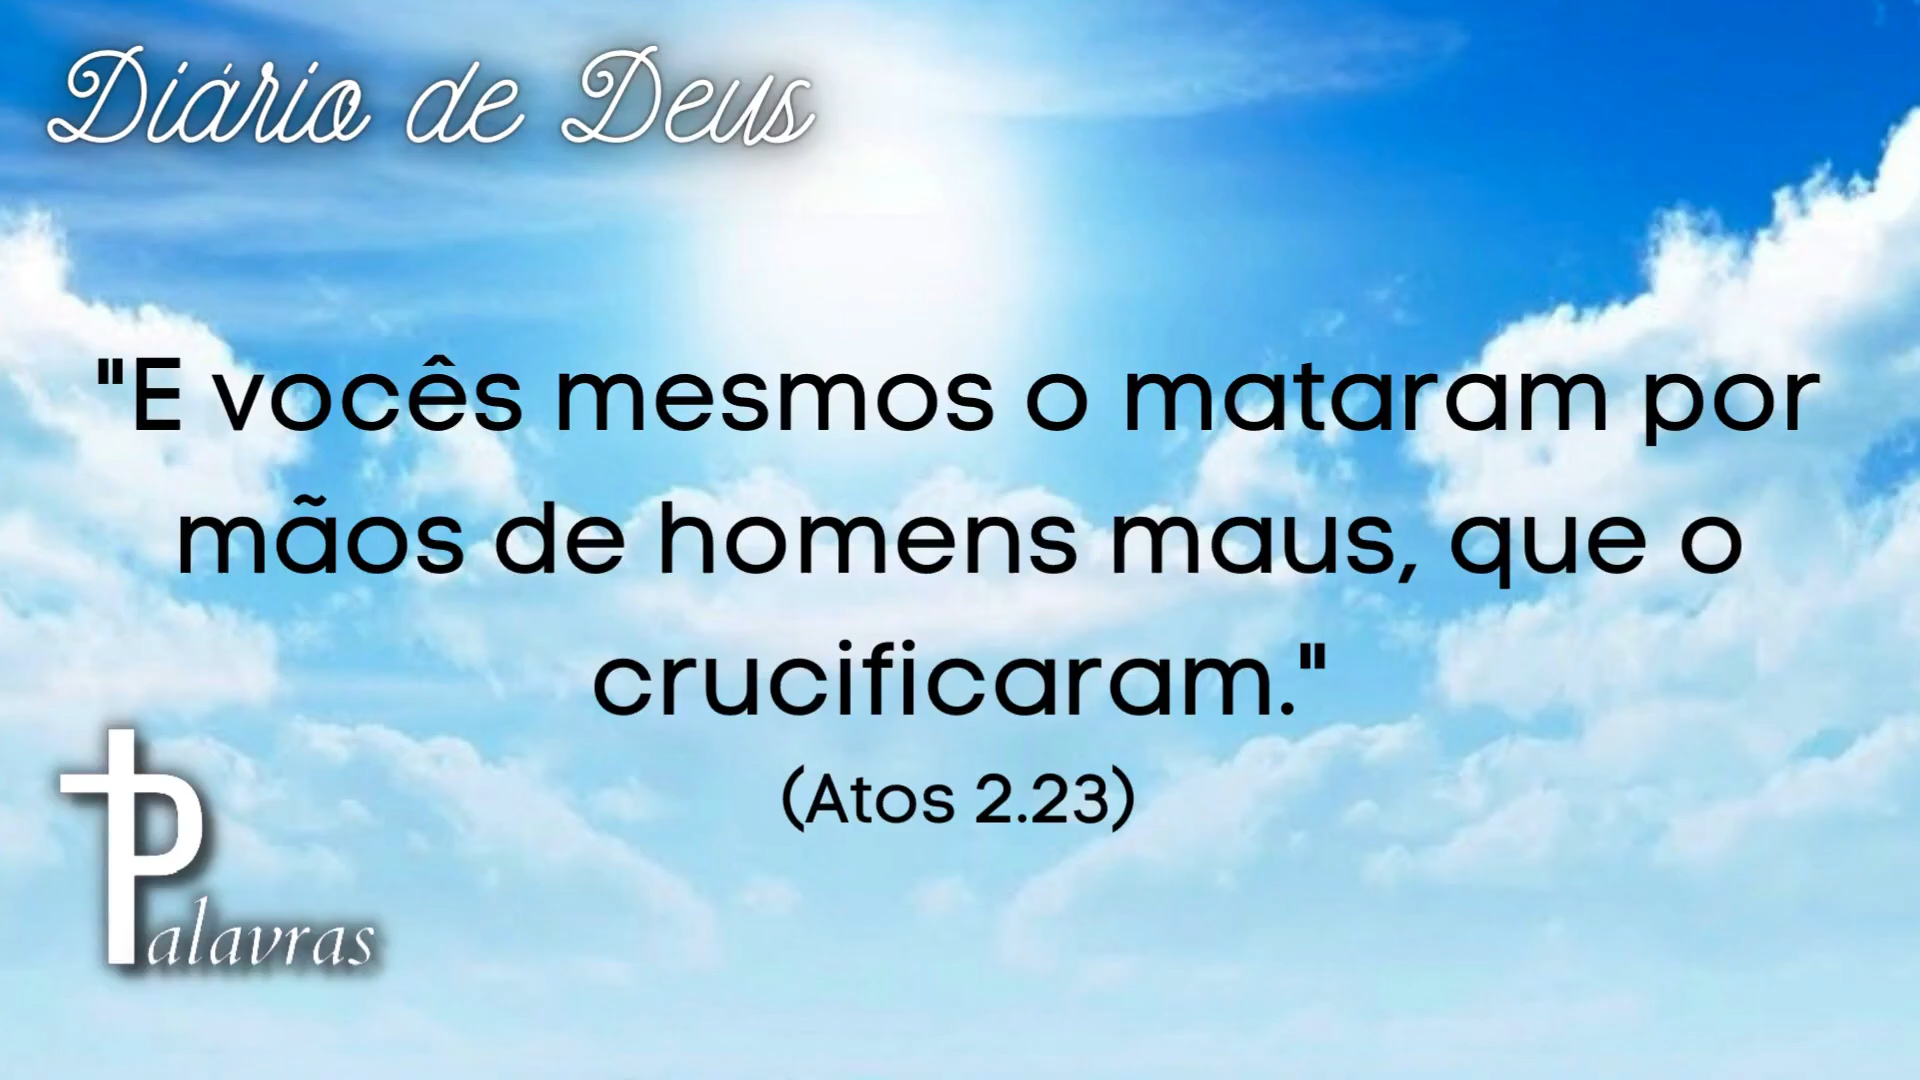 Diário de Deus
"E vocês mesmos o mataram por
mãos de homens maus, que o
crucificaram."
(Atos 2.23)
Palavras